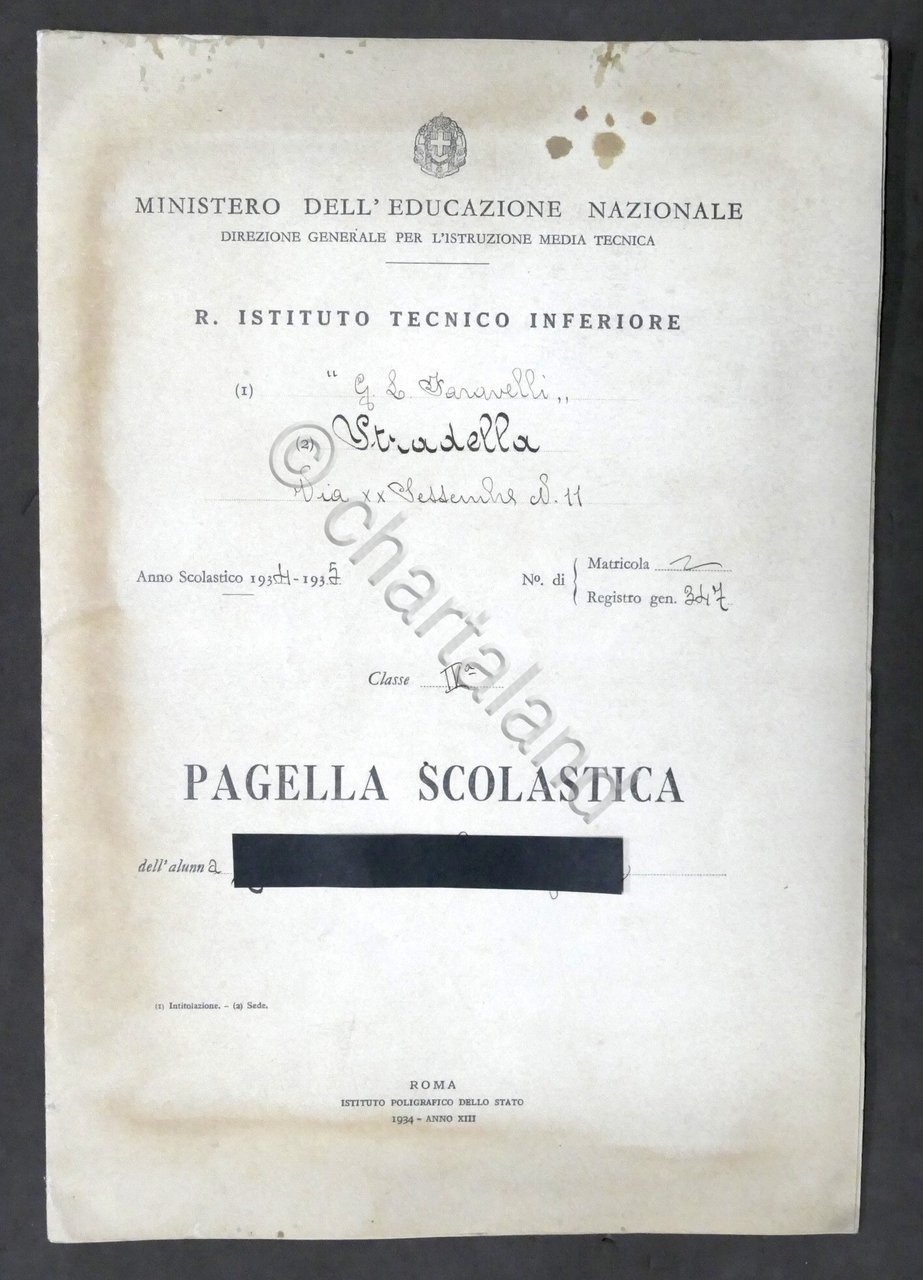 MINISTERO DELL'EDUCAZIONE NAZIONALE
DIREZIONE GENERALE PER L'ISTRUZIONE MEDIA TECNICA
R. ISTITUTO TECNICO INFERIORE
(1) "G. L. Faravelli„
(2) Stradella
Via XX Settembre N. 11
Anno Scolastico 1934-1935
Nº. di
Matricola
Registro gen. 347
Classe IVª
PAGELLA SCOLASTICA
dell'alunna
(1) Intitolazione. - (2) Sede.
ROMA
ISTITUTO POLIGRAFICO DELLO STATO
1934 - ANNO XIII
© chartaland